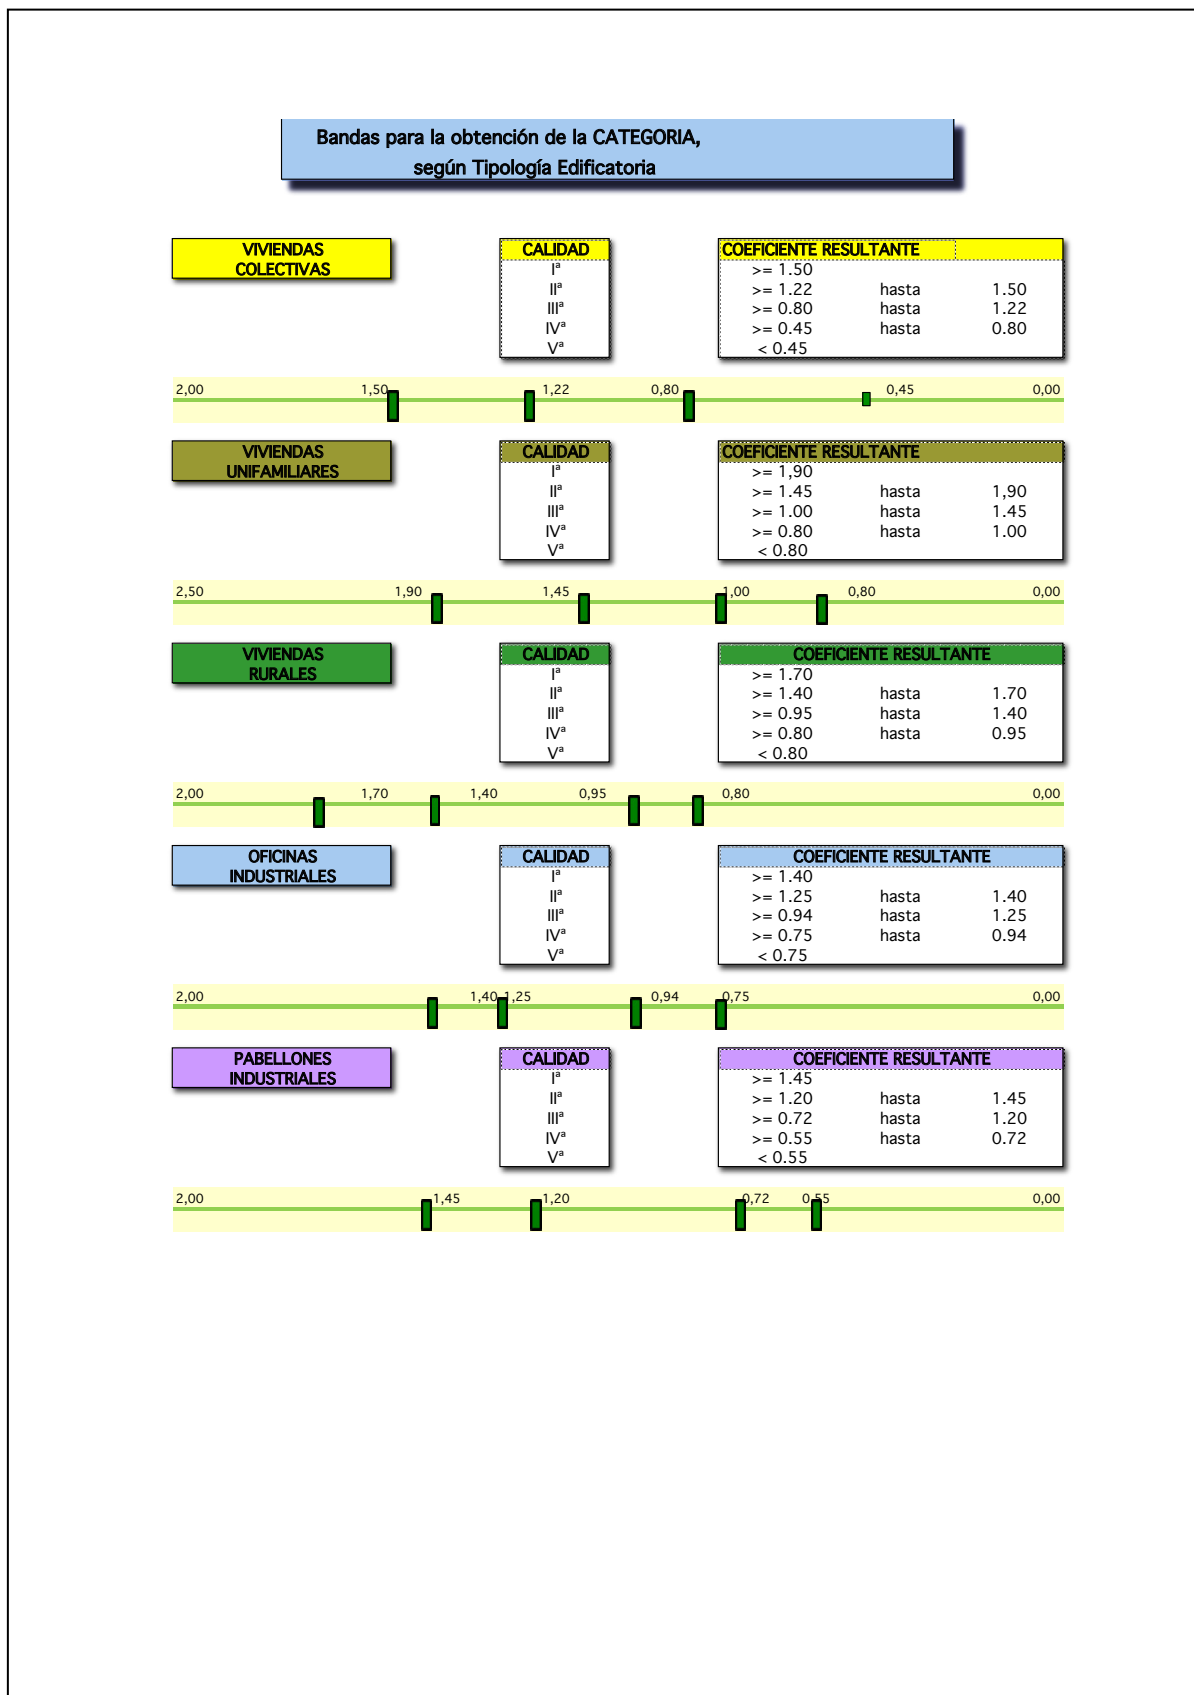 Bandas para la obtención de la CATEGORIA,
según Tipología Edificatoria
VIVIENDAS COLECTIVAS
CALIDAD COEFICIENTE RESULTANTE
Iª >= 1.50
IIª >= 1.22 hasta 1.50
IIIª >= 0.80 hasta 1.22
IVª >= 0.45 hasta 0.80
Vª < 0.45
2,00 1,50 1,22 0,80 0,45 0,00
VIVIENDAS UNIFAMILIARES
CALIDAD COEFICIENTE RESULTANTE
Iª >= 1,90
IIª >= 1.45 hasta 1,90
IIIª >= 1.00 hasta 1.45
IVª >= 0.80 hasta 1.00
Vª < 0.80
2,50 1,90 1,45 1,00 0,80 0,00
VIVIENDAS RURALES
CALIDAD COEFICIENTE RESULTANTE
Iª >= 1.70
IIª >= 1.40 hasta 1.70
IIIª >= 0.95 hasta 1.40
IVª >= 0.80 hasta 0.95
Vª < 0.80
2,00 1,70 1,40 0,95 0,80 0,00
OFICINAS INDUSTRIALES
CALIDAD COEFICIENTE RESULTANTE
Iª >= 1.40
IIª >= 1.25 hasta 1.40
IIIª >= 0.94 hasta 1.25
IVª >= 0.75 hasta 0.94
Vª < 0.75
2,00 1,40 1,25 0,94 0,75 0,00
PABELLONES INDUSTRIALES
CALIDAD COEFICIENTE RESULTANTE
Iª >= 1.45
IIª >= 1.20 hasta 1.45
IIIª >= 0.72 hasta 1.20
IVª >= 0.55 hasta 0.72
Vª < 0.55
2,00 1,45 1,20 0,72 0,55 0,00